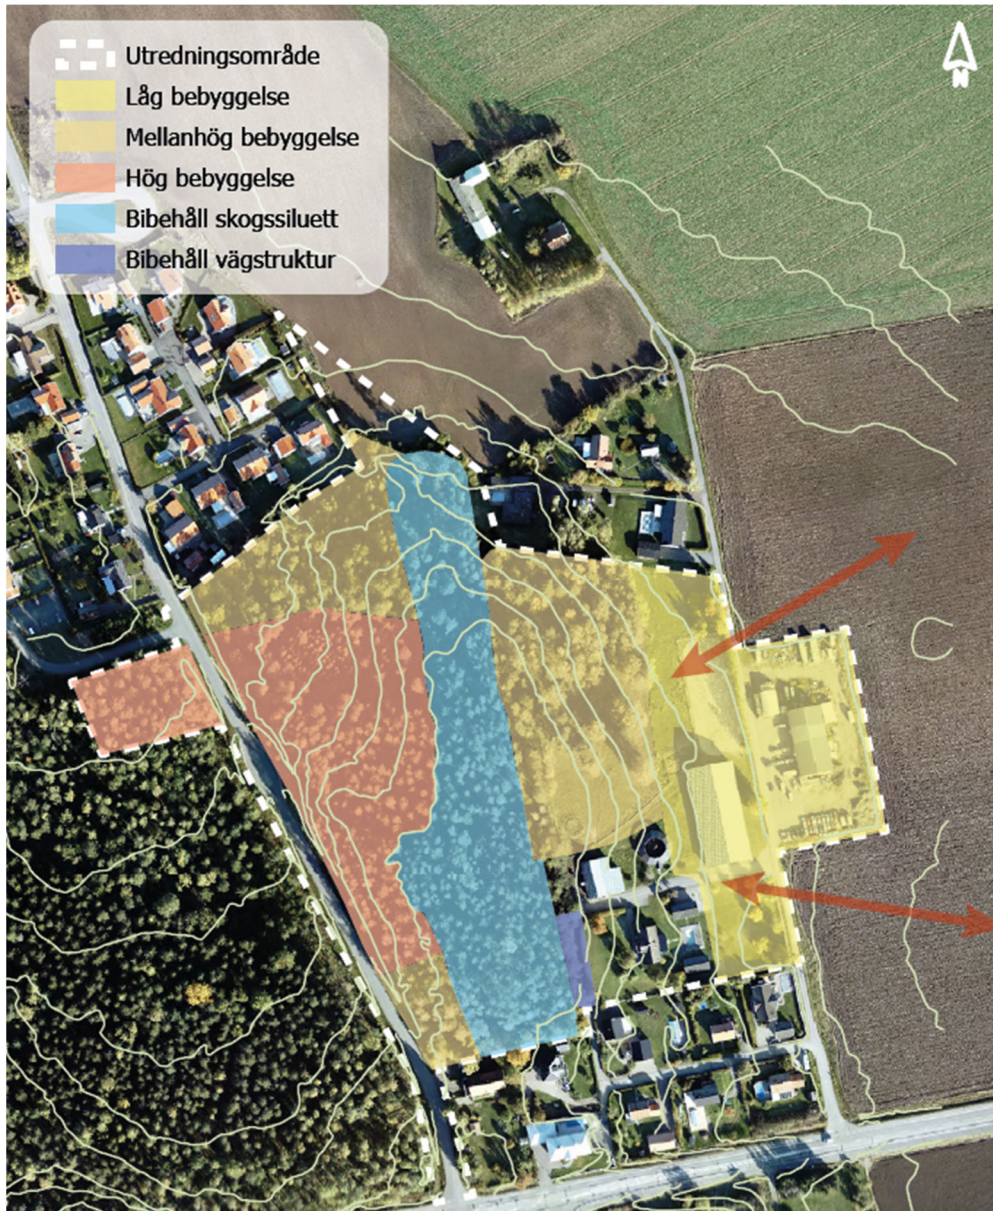 Utredningsområde
Låg bebyggelse
Mellanhög bebyggelse
Hög bebyggelse
Bibehåll skogssiluett
Bibehåll vägstruktur
N